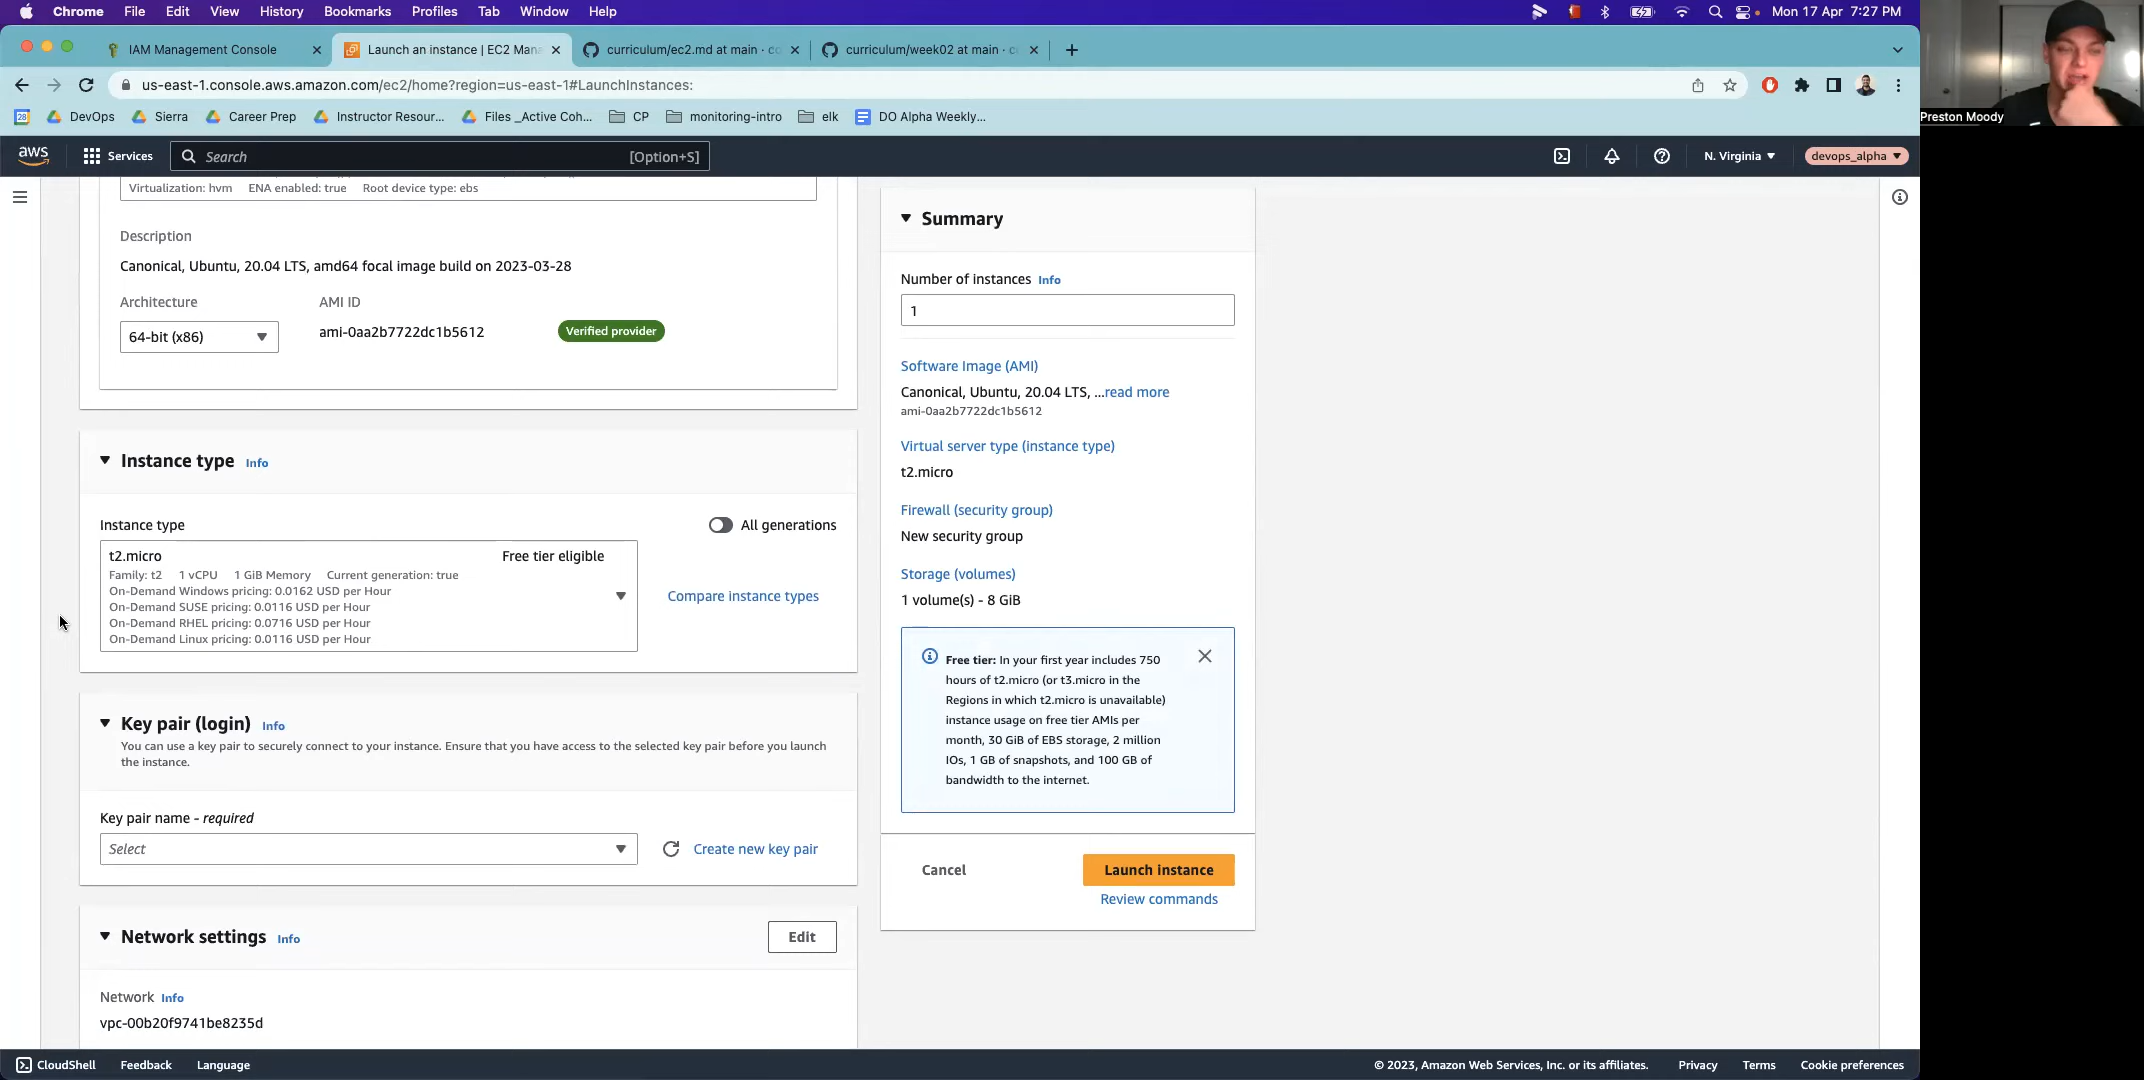 Chrome File Edit View History Bookmarks Profiles Tab Window Help Mon 17 Apr 7:27 PM
IAM Management Console
Launch an instance | EC2 Mana
curriculum/ec2.md at main · co
curriculum/week02 at main · c
us-east-1.console.aws.amazon.com/ec2/home?region=us-east-1#LaunchInstances:
28 DevOps Sierra Career Prep Instructor Resour... Files _Active Coh... CP monitoring-intro elk DO Alpha Weekly...
Preston Moody
aws Services Search [Option+S] N. Virginia devops_alpha
Virtualization: hvm ENA enabled: true Root device type: ebs
Description
Canonical, Ubuntu, 20.04 LTS, amd64 focal image build on 2023-03-28
Architecture AMI ID
64-bit (x86) ami-0aa2b7722dc1b5612 Verified provider
Instance type Info
Instance type All generations
t2.micro Free tier eligible
Family: t2 1 vCPU 1 GiB Memory Current generation: true
On-Demand Windows pricing: 0.0162 USD per Hour
On-Demand SUSE pricing: 0.0116 USD per Hour
On-Demand RHEL pricing: 0.0716 USD per Hour
On-Demand Linux pricing: 0.0116 USD per Hour
Compare instance types
Key pair (login) Info
You can use a key pair to securely connect to your instance. Ensure that you have access to the selected key pair before you launch
the instance.
Key pair name - required
Select Create new key pair
Network settings Info Edit
Network Info
vpc-00b20f9741be8235d
Summary
Number of instances Info
1
Software Image (AMI)
Canonical, Ubuntu, 20.04 LTS, ...read more
ami-0aa2b7722dc1b5612
Virtual server type (instance type)
t2.micro
Firewall (security group)
New security group
Storage (volumes)
1 volume(s) - 8 GiB
Free tier: In your first year includes 750
hours of t2.micro (or t3.micro in the
Regions in which t2.micro is unavailable)
instance usage on free tier AMIs per
month, 30 GiB of EBS storage, 2 million
IOs, 1 GB of snapshots, and 100 GB of
bandwidth to the internet.
Cancel Launch instance
Review commands
CloudShell Feedback Language © 2023, Amazon Web Services, Inc. or its affiliates. Privacy Terms Cookie preferences